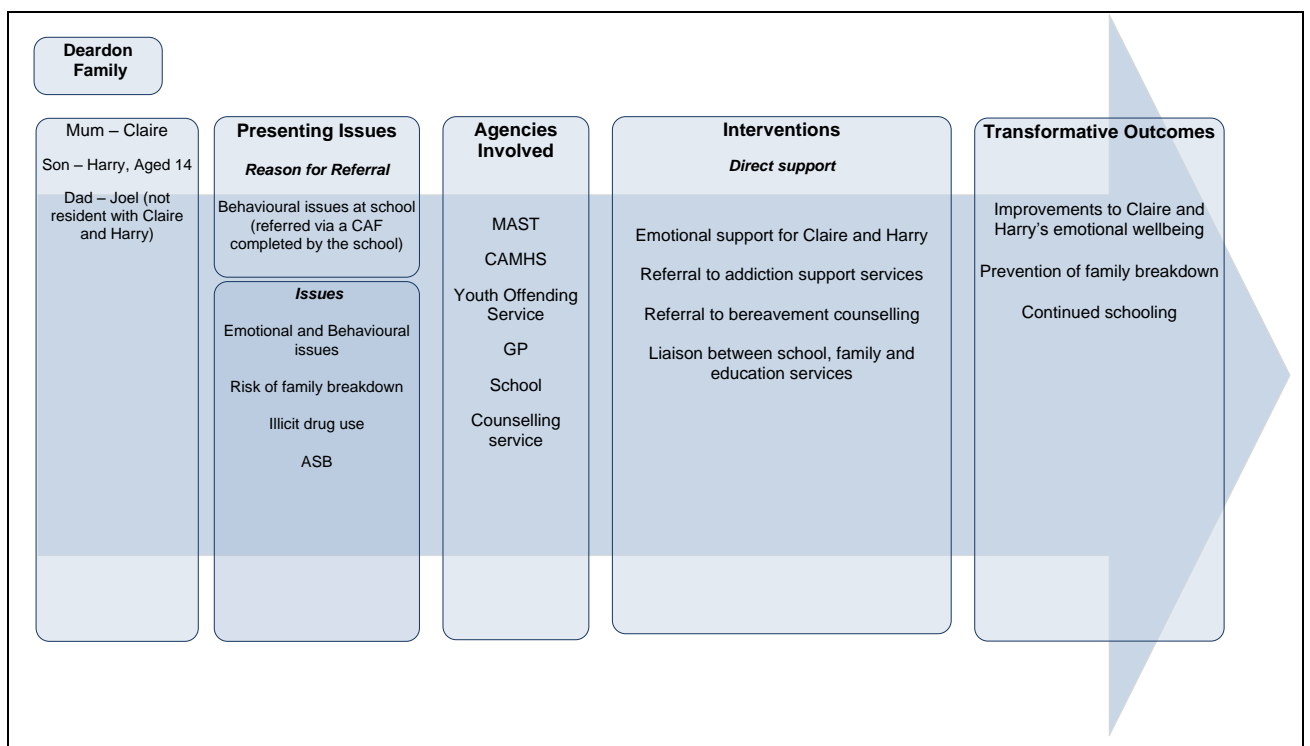 Deardon
Family
Mum – Claire
Son – Harry, Aged 14
Dad – Joel (not
resident with Claire
and Harry)
Presenting Issues
Reason for Referral
Behavioural issues at school
(referred via a CAF
completed by the school)
Issues
Emotional and Behavioural
issues
Risk of family breakdown
Illicit drug use
ASB
Agencies
Involved
MAST
CAMHS
Youth Offending
Service
GP
School
Counselling
service
Interventions
Direct support
Emotional support for Claire and Harry
Referral to addiction support services
Referral to bereavement counselling
Liaison between school, family and
education services
Transformative Outcomes
Improvements to Claire and
Harry’s emotional wellbeing
Prevention of family breakdown
Continued schooling